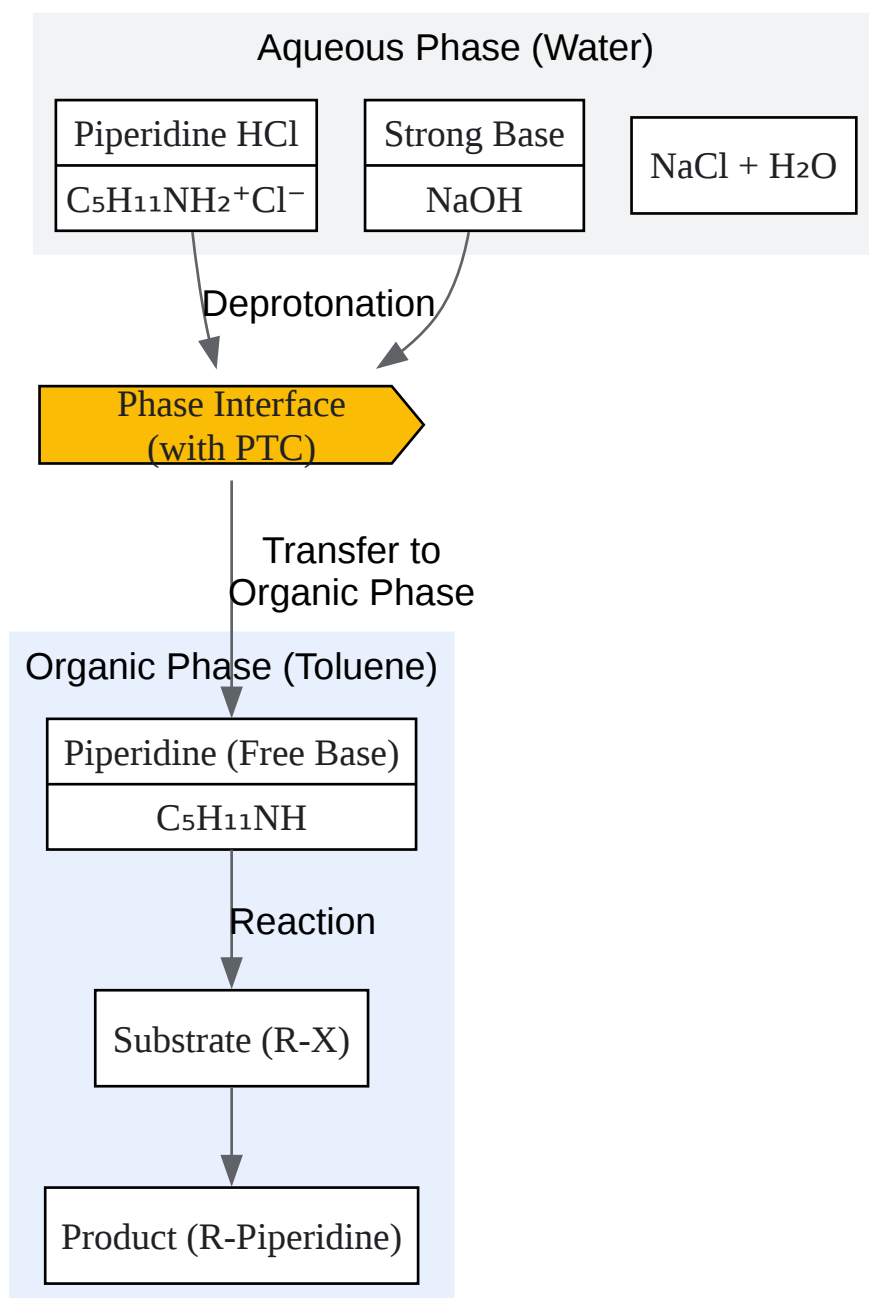 Aqueous Phase (Water)
Piperidine HCl
C₅H₁₁NH₂⁺Cl⁻
Strong Base
NaOH
NaCl + H₂O
Deprotonation
Phase Interface
(with PTC)
Transfer to
Organic Phase
Organic Phase (Toluene)
Piperidine (Free Base)
C₅H₁₁NH
Reaction
Substrate (R-X)
Product (R-Piperidine)